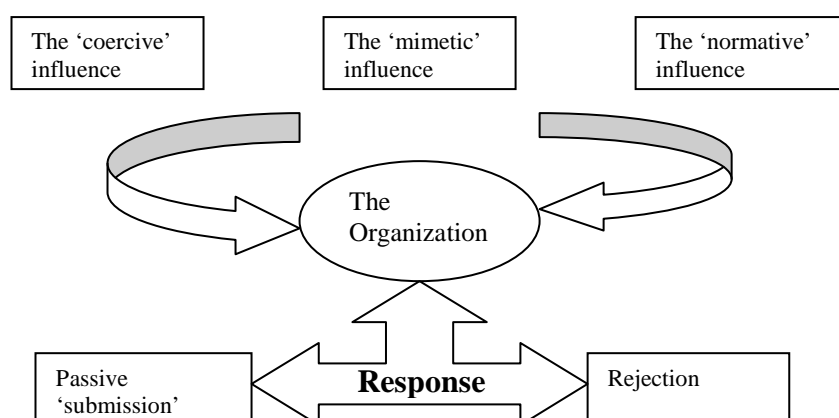 The ‘coercive’
influence
The ‘mimetic’
influence
The ‘normative’
influence
The
Organization
Passive
‘submission’
Response
Rejection